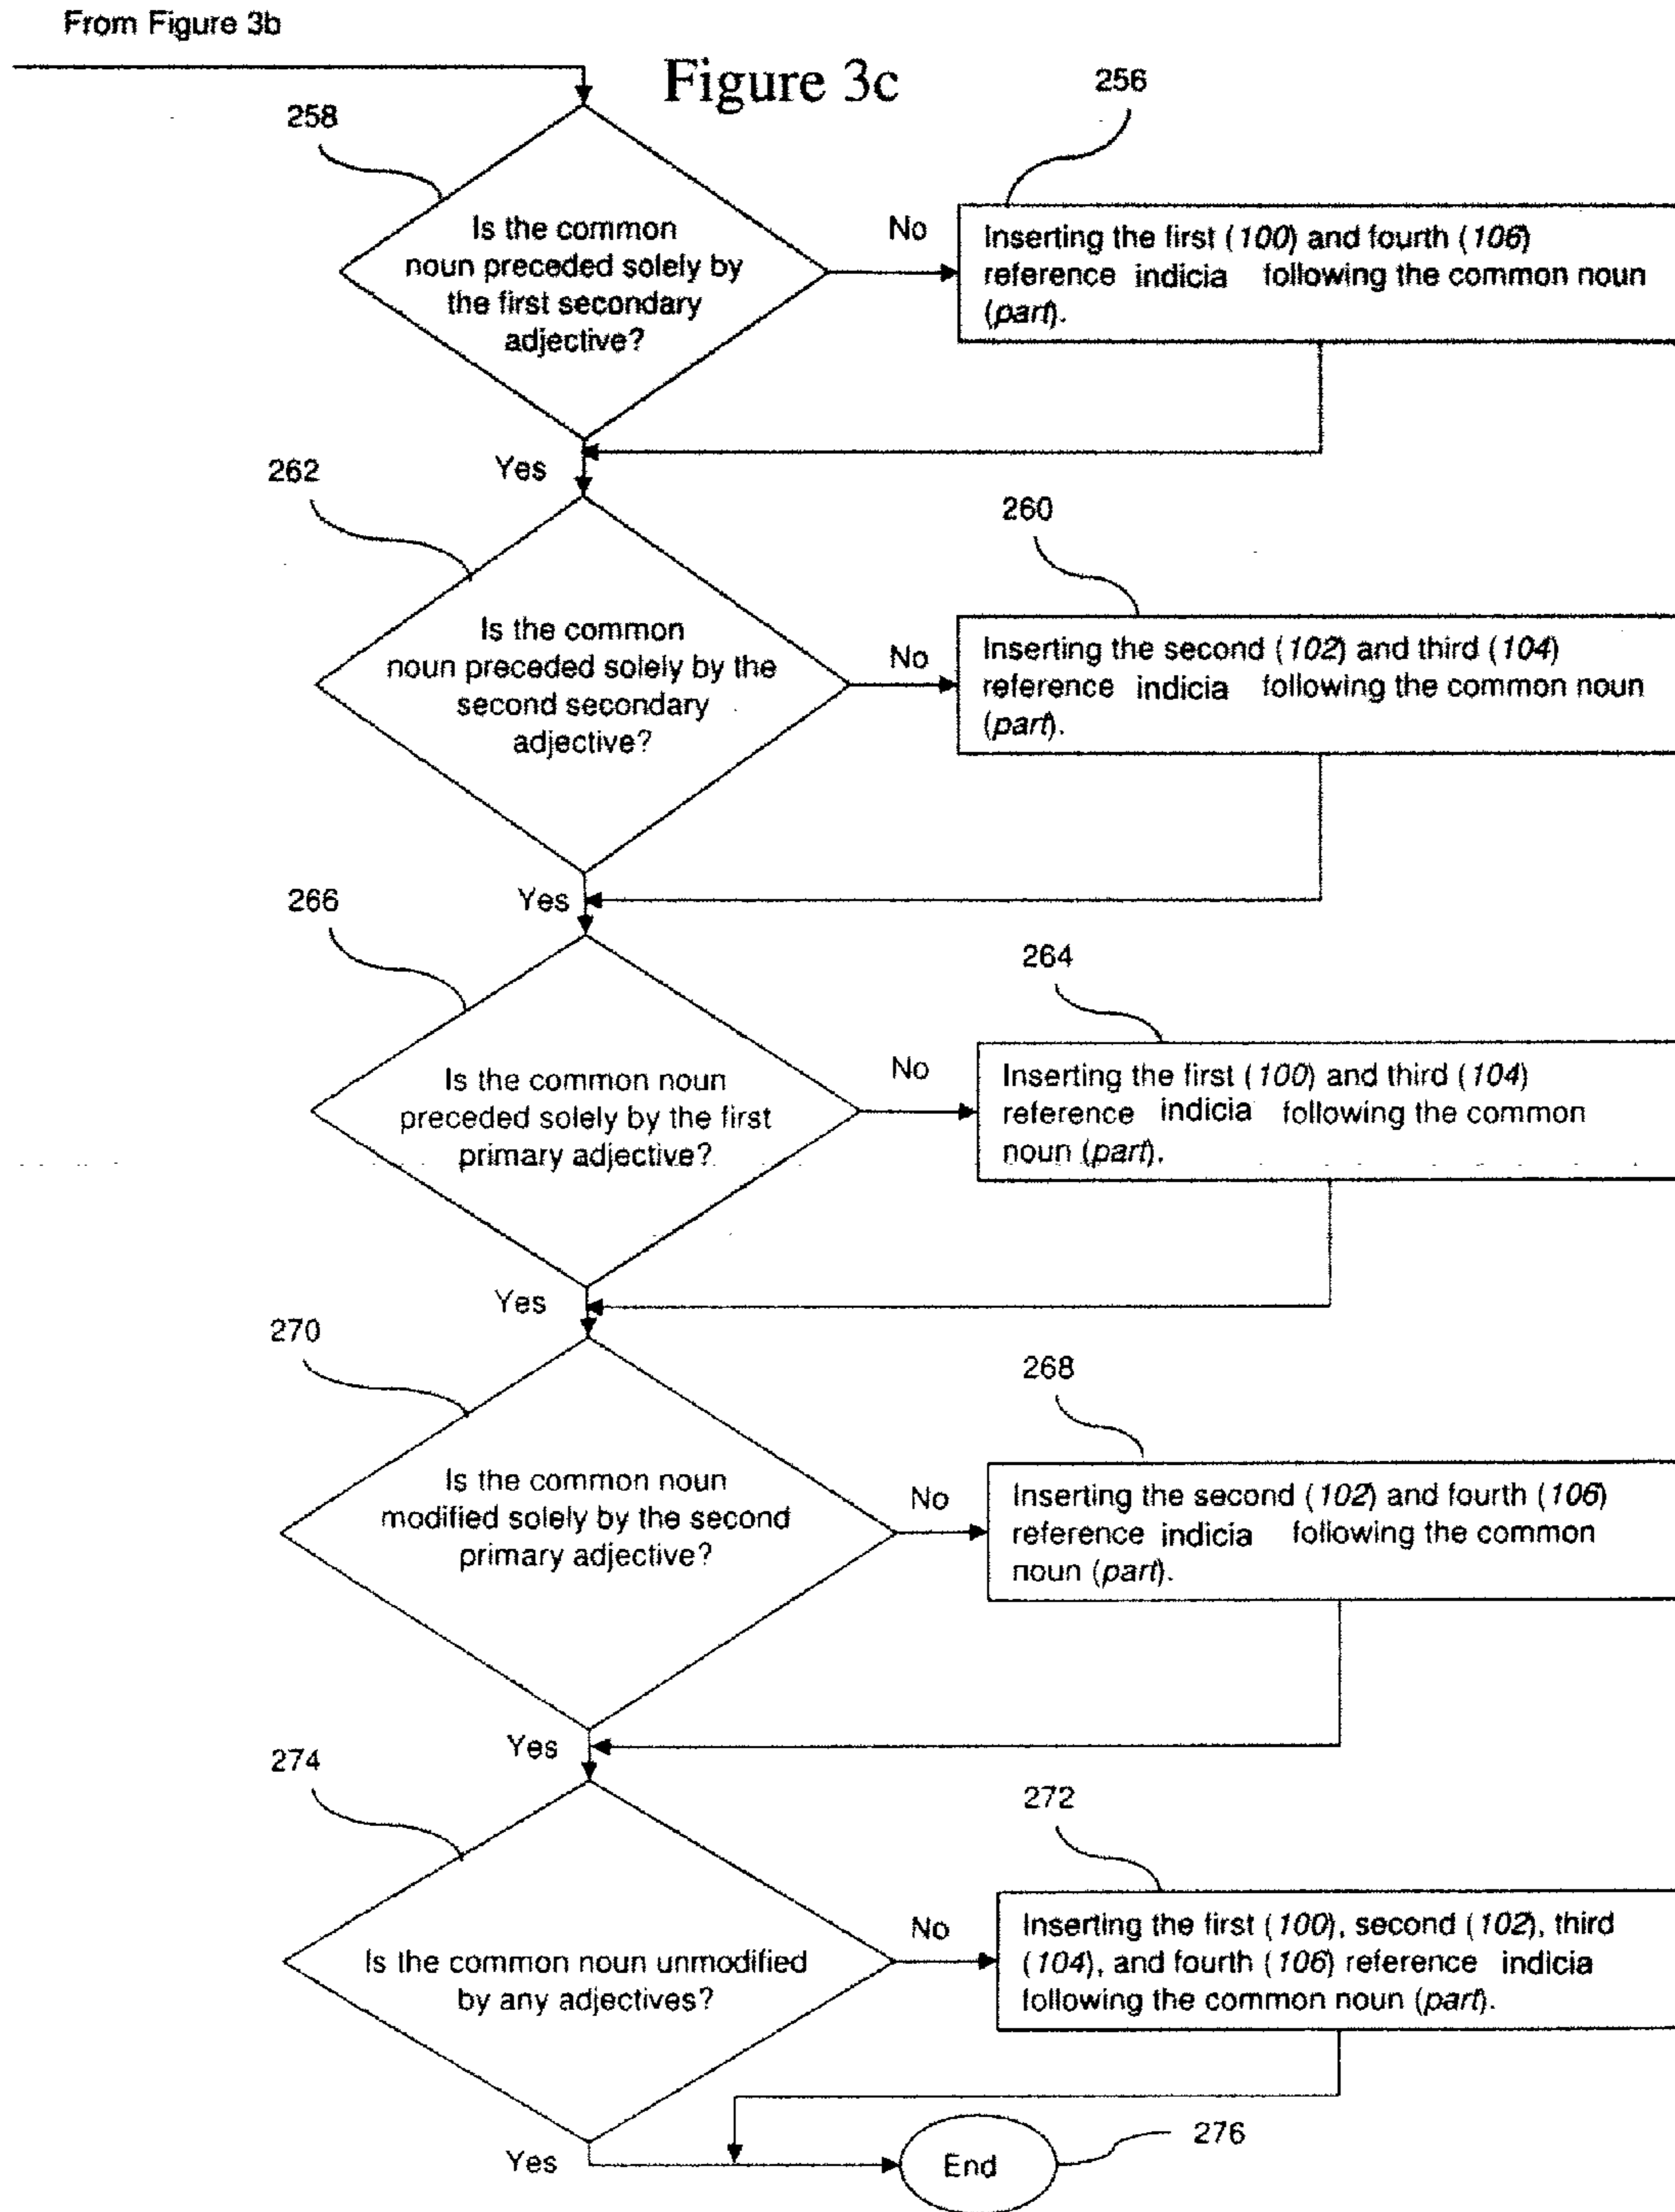 From Figure 3b
Figure 3c
258
256
Is the common
noun preceded solely by
the first secondary
adjective?
No
Inserting the first (100) and fourth (106)
reference indicia following the common noun
(part).
Yes
262
260
Is the common
noun preceded solely by the
second secondary
adjective?
No
Inserting the second (102) and third (104)
reference indicia following the common noun
(part).
Yes
266
264
Is the common noun
preceded solely by the first
primary adjective?
No
Inserting the first (100) and third (104)
reference indicia following the common
noun (part).
Yes
270
268
Is the common noun
modified solely by the second
primary adjective?
No
Inserting the second (102) and fourth (106)
reference indicia following the common
noun (part).
Yes
274
272
Is the common noun unmodified
by any adjectives?
No
Inserting the first (100), second (102), third
(104), and fourth (106) reference indicia
following the common noun (part).
Yes
End
276